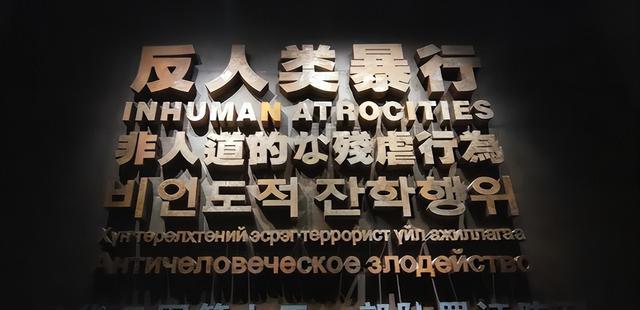 反人类暴行
INHUMAN ATROCITIES
非人道的な殘虐行為
비인도적 잔학행위
Хүн төрөлхтөний эсрэг террорист үйл ажиллагаа
Античеловеческое злодейство